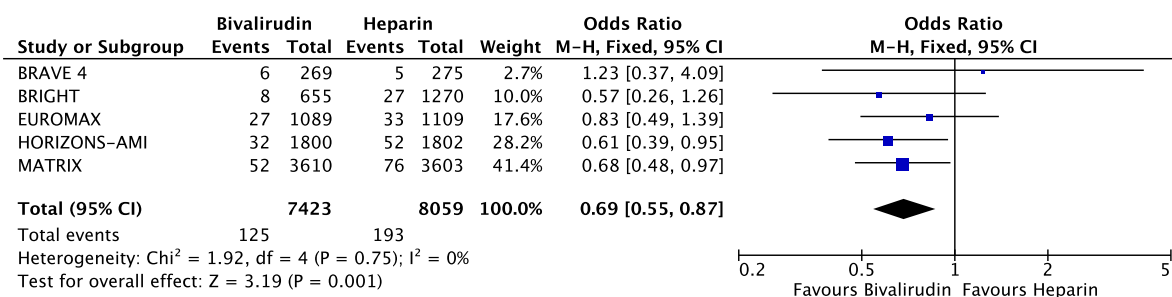 Bivalirudin Heparin Odds Ratio Odds Ratio
Study or Subgroup Events Total Events Total Weight M-H, Fixed, 95% CI M-H, Fixed, 95% CI
BRAVE 4 6 269 5 275 2.7% 1.23 [0.37, 4.09]
BRIGHT 8 655 27 1270 10.0% 0.57 [0.26, 1.26]
EUROMAX 27 1089 33 1109 17.6% 0.83 [0.49, 1.39]
HORIZONS-AMI 32 1800 52 1802 28.2% 0.61 [0.39, 0.95]
MATRIX 52 3610 76 3603 41.4% 0.68 [0.48, 0.97]
Total (95% CI) 7423 8059 100.0% 0.69 [0.55, 0.87]
Total events 125 193
Heterogeneity: Chi² = 1.92, df = 4 (P = 0.75); I² = 0%
Test for overall effect: Z = 3.19 (P = 0.001)
0.2 0.5 1 2 5
Favours Bivalirudin Favours Heparin